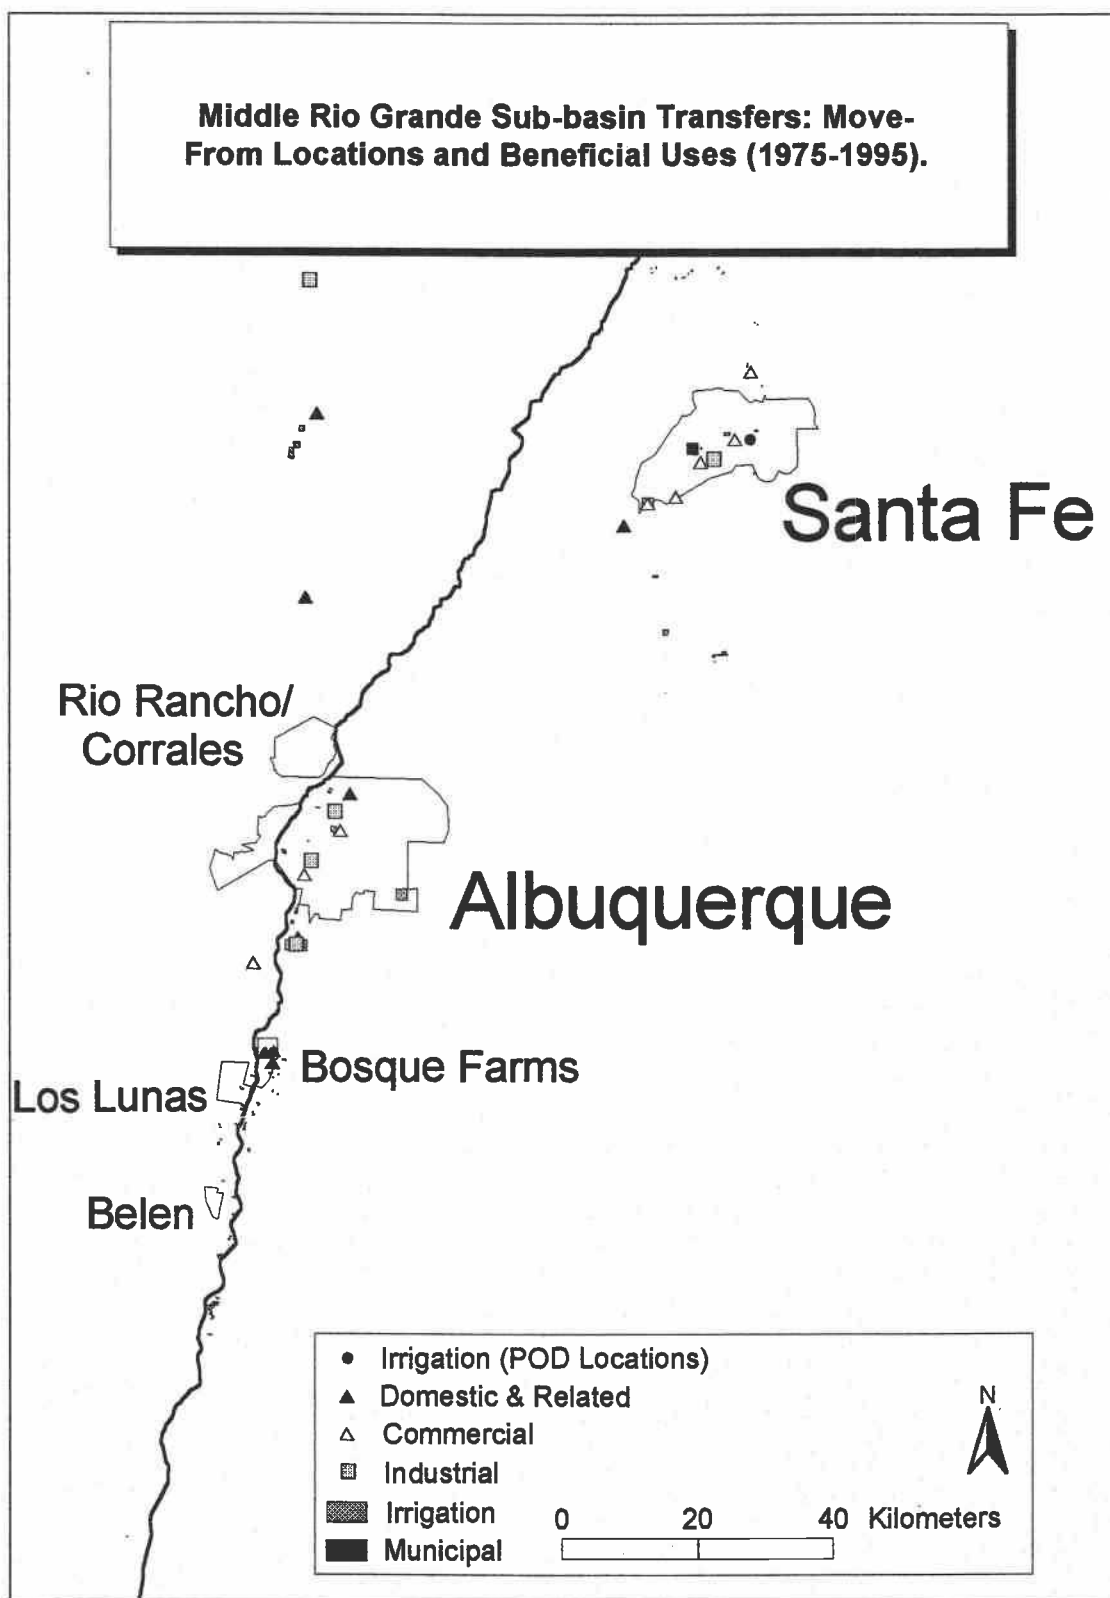 Middle Rio Grande Sub-basin Transfers: Move-
From Locations and Beneficial Uses (1975-1995).
Santa Fe
Rio Rancho/
Corrales
Albuquerque
Bosque Farms
Los Lunas
Belen
Irrigation (POD Locations)
Domestic & Related
Commercial
Industrial
Irrigation
Municipal
N
0 20 40 Kilometers